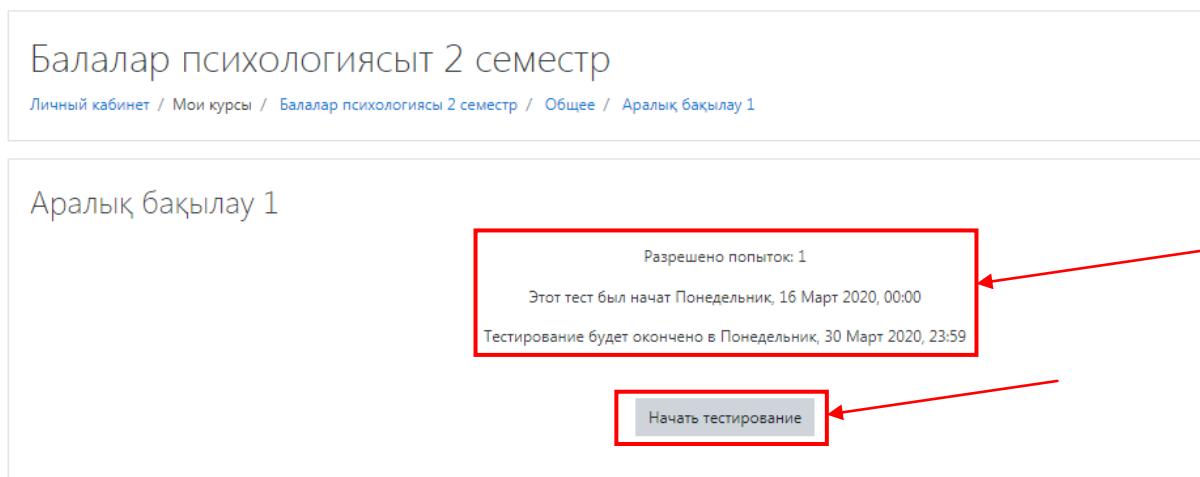 Балалар психологиясыт 2 семестр
Личный кабинет / Мои курсы / Балалар психологиясы 2 семестр / Общее / Аралық бақылау 1
Аралық бақылау 1
Разрешено попыток: 1
Этот тест был начат Понедельник, 16 Март 2020, 00:00
Тестирование будет окончено в Понедельник, 30 Март 2020, 23:59
Начать тестирование